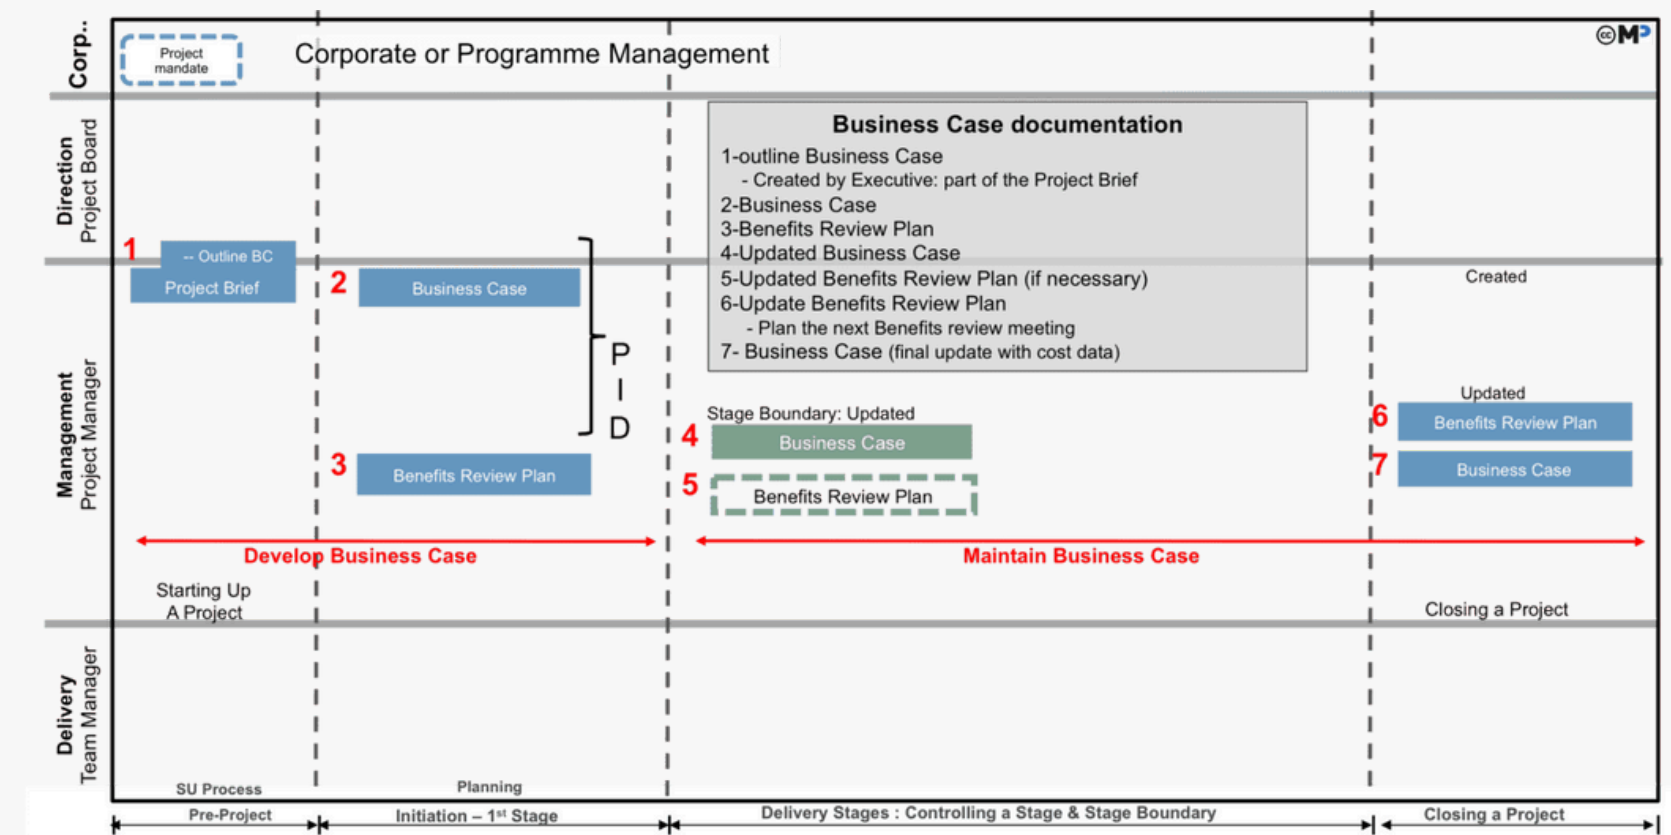 Corp..
Project
mandate
Corporate or Programme Management
cc MP
Direction
Project Board
Business Case documentation
1-outline Business Case
- Created by Executive: part of the Project Brief
2-Business Case
3-Benefits Review Plan
4-Updated Business Case
5-Updated Benefits Review Plan (if necessary)
6-Update Benefits Review Plan
- Plan the next Benefits review meeting
7- Business Case (final update with cost data)
1
-- Outline BC
Project Brief
Management
Project Manager
2
Business Case
P
I
D
3
Benefits Review Plan
Stage Boundary: Updated
4
Business Case
5
Benefits Review Plan
Created
Updated
6
Benefits Review Plan
7
Business Case
Develop Business Case
Maintain Business Case
Starting Up
A Project
Closing a Project
Delivery
Team Manager
SU Process
Planning
Pre-Project
Initiation – 1st Stage
Delivery Stages : Controlling a Stage & Stage Boundary
Closing a Project